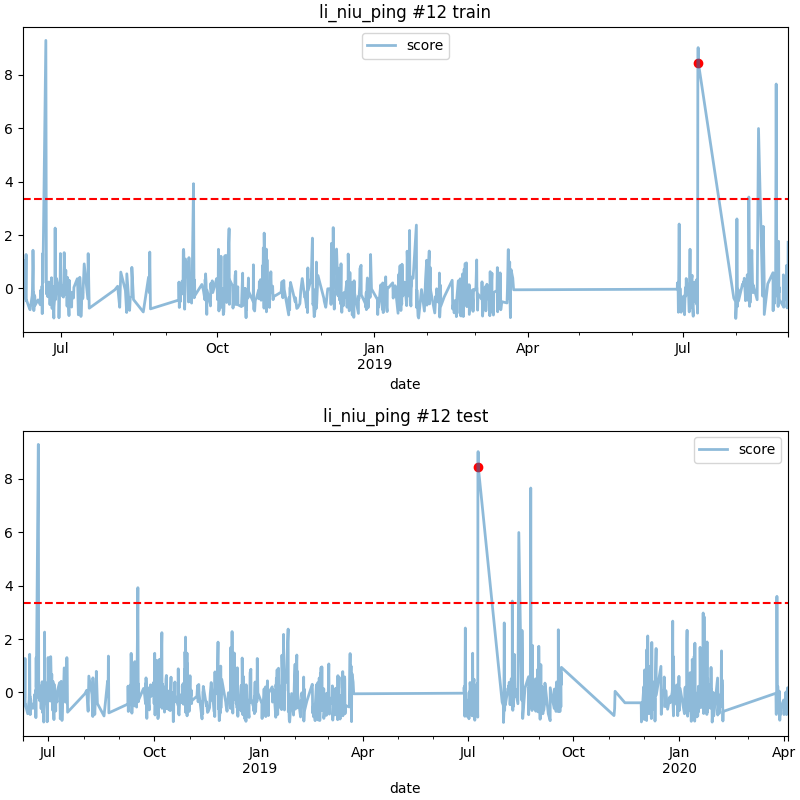 li_niu_ping #12 train
score
8
6
4
2
0
Jul Oct Jan Apr Jul
2019
date
li_niu_ping #12 test
score
8
6
4
2
0
Jul Oct Jan Apr Jul Oct Jan Apr
2019 2020
date